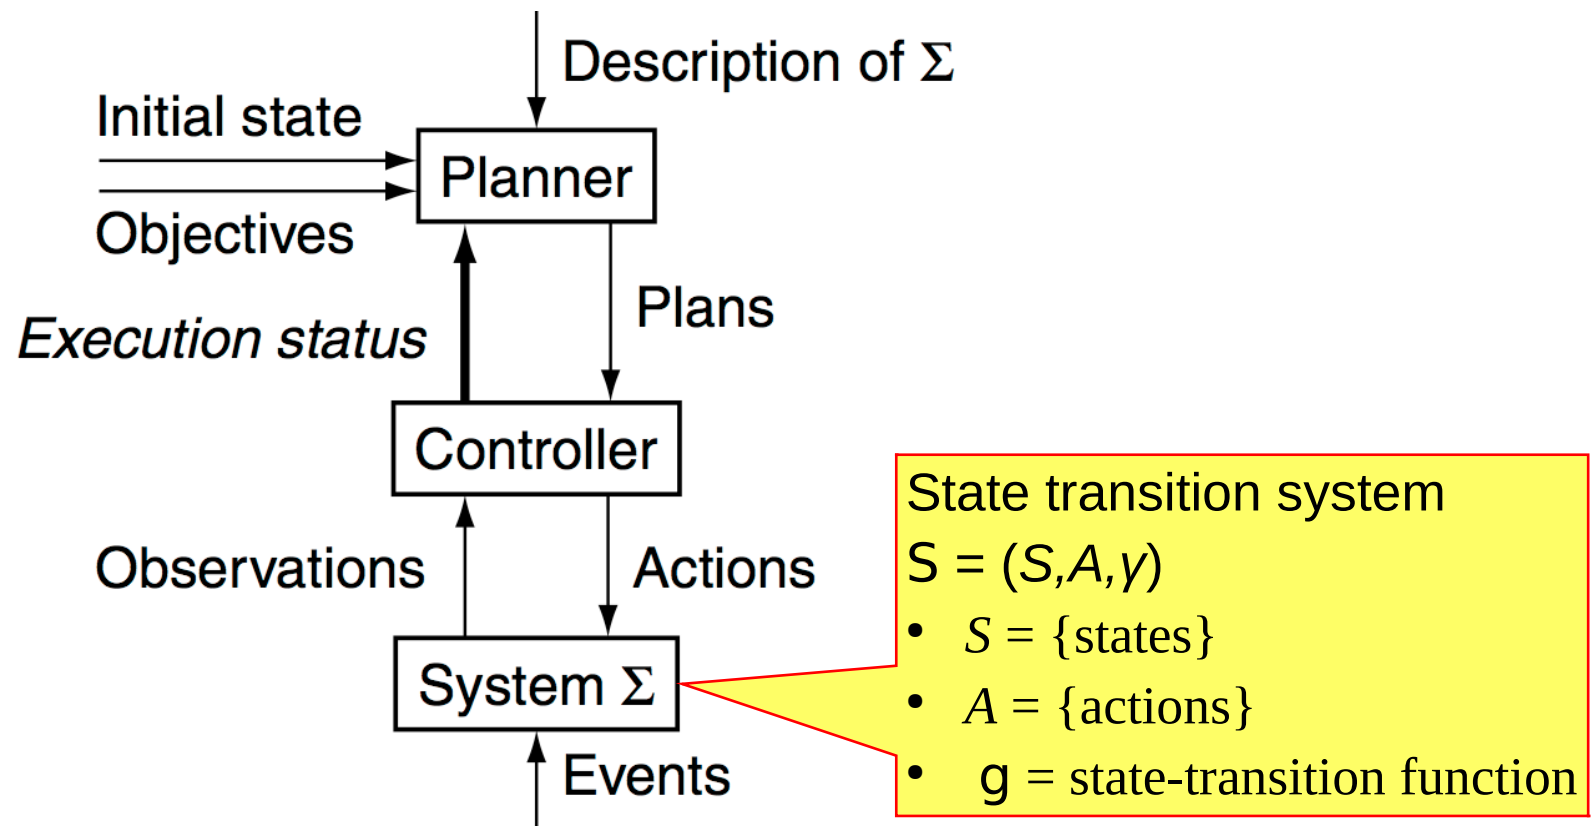 Description of Σ
Initial state
Planner
Objectives
Plans
Execution status
Controller
Observations
Actions
System Σ
Events
State transition system
S = (S,A,γ)
• S = {states}
• A = {actions}
• g = state-transition function